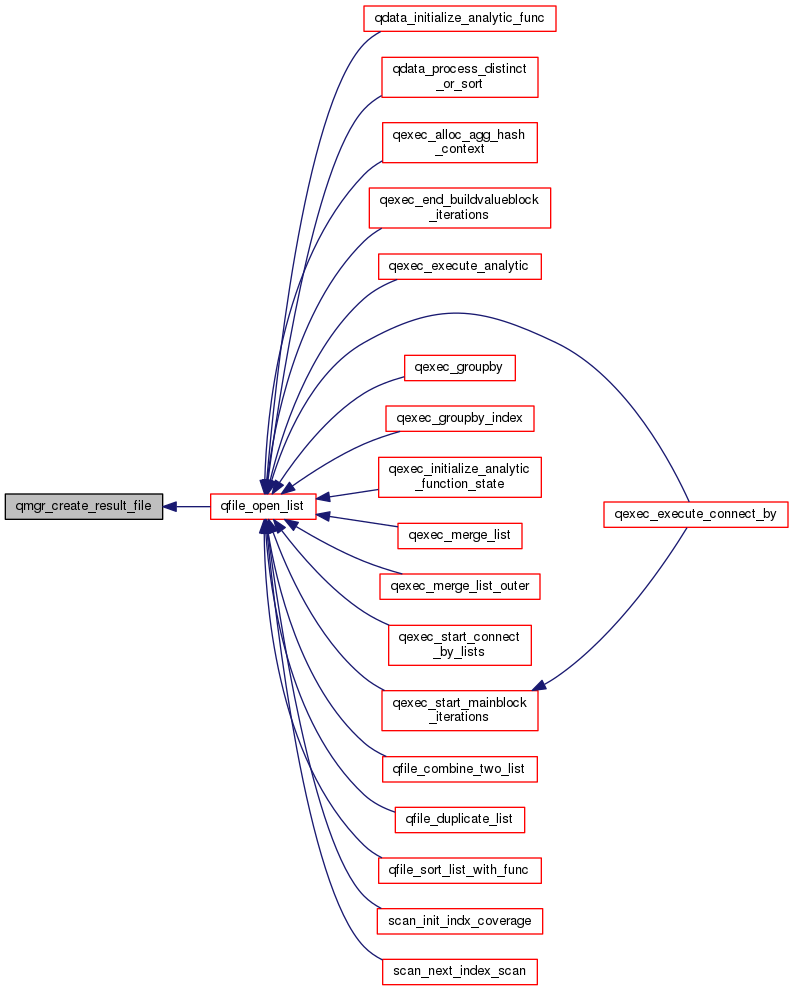 qdata_initialize_analytic_func
qdata_process_distinct
_or_sort
qexec_alloc_agg_hash
_context
qexec_end_buildvalueblock
_iterations
qexec_execute_analytic
qexec_groupby
qexec_groupby_index
qexec_initialize_analytic
_function_state
qmgr_create_result_file
qfile_open_list
qexec_execute_connect_by
qexec_merge_list
qexec_merge_list_outer
qexec_start_connect
_by_lists
qexec_start_mainblock
_iterations
qfile_combine_two_list
qfile_duplicate_list
qfile_sort_list_with_func
scan_init_indx_coverage
scan_next_index_scan